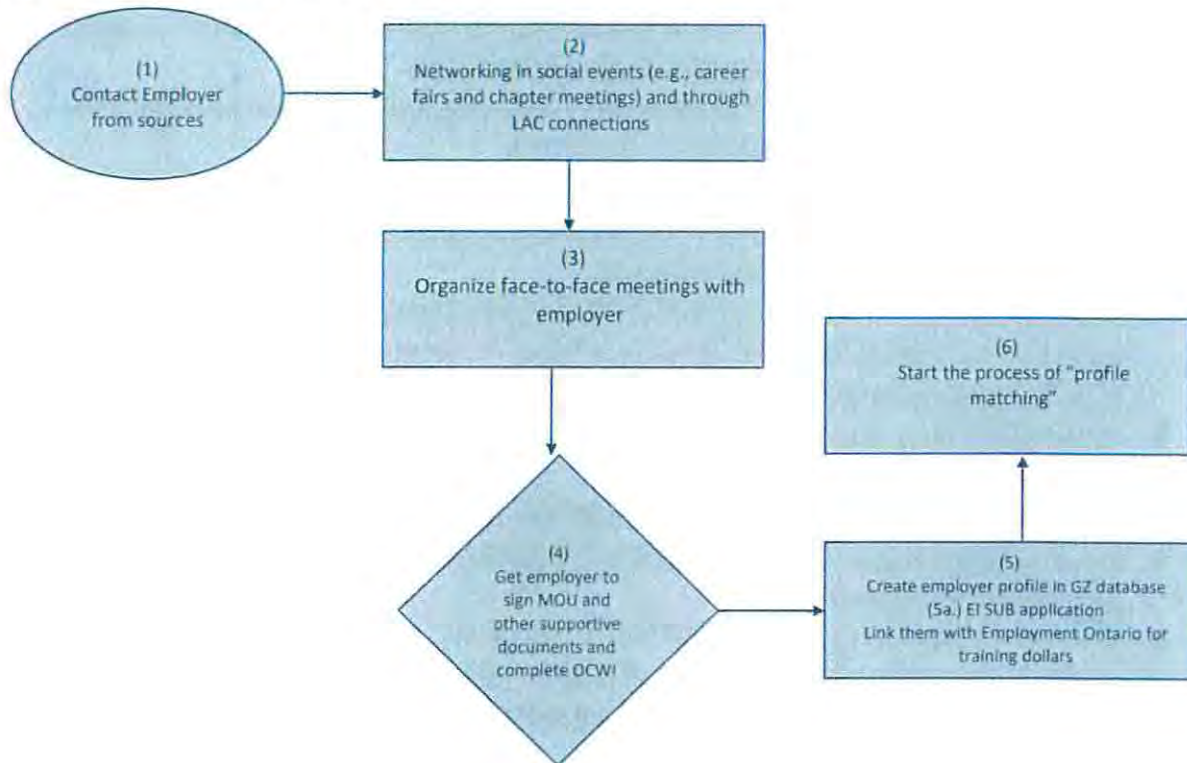 (1)
Contact Employer
from sources
(2)
Networking in social events (e.g., career
fairs and chapter meetings) and through
LAC connections
(3)
Organize face-to-face meetings with
employer
(4)
Get employer to
sign MOU and
other supportive
documents and
complete OCWI
(5)
Create employer profile in GZ database
(5a.) EI SUB application
Link them with Employment Ontario for
training dollars
(6)
Start the process of "profile
matching"